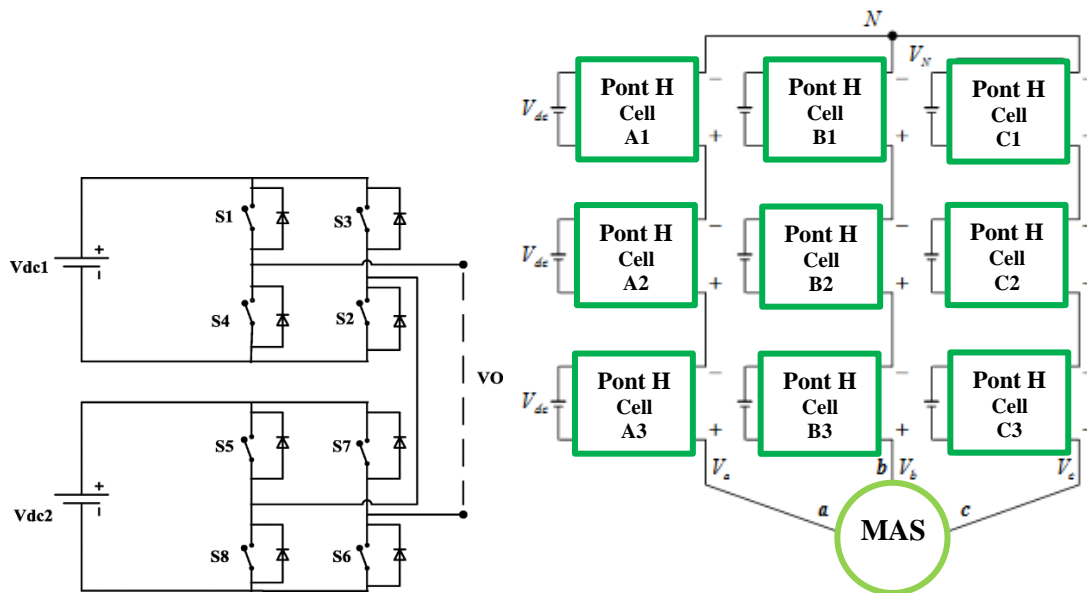 S1
S3
Vdc1
+
S4
S2
VO
S5
S7
Vdc2
+
S8
S6
N
V_N
Pont H
Cell
A1
Pont H
Cell
B1
Pont H
Cell
C1
V_dc
−
+
−
+
−
Pont H
Cell
A2
Pont H
Cell
B2
Pont H
Cell
C2
V_dc
−
+
−
+
−
Pont H
Cell
A3
Pont H
Cell
B3
Pont H
Cell
C3
V_dc
−
+
−
+
−
V_a
b
V_b
V_c
a
c
MAS